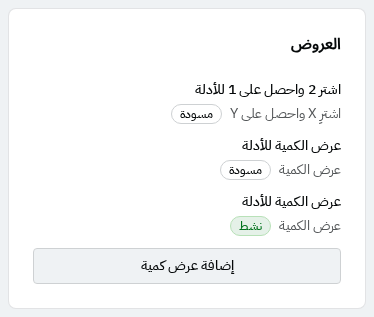 العروض
اشتر 2 واحصل على 1 للأدلة
اشترِ X واحصل على Y مسودة
عرض الكمية للأدلة
عرض الكمية مسودة
عرض الكمية للأدلة
عرض الكمية نشط
إضافة عرض كمية